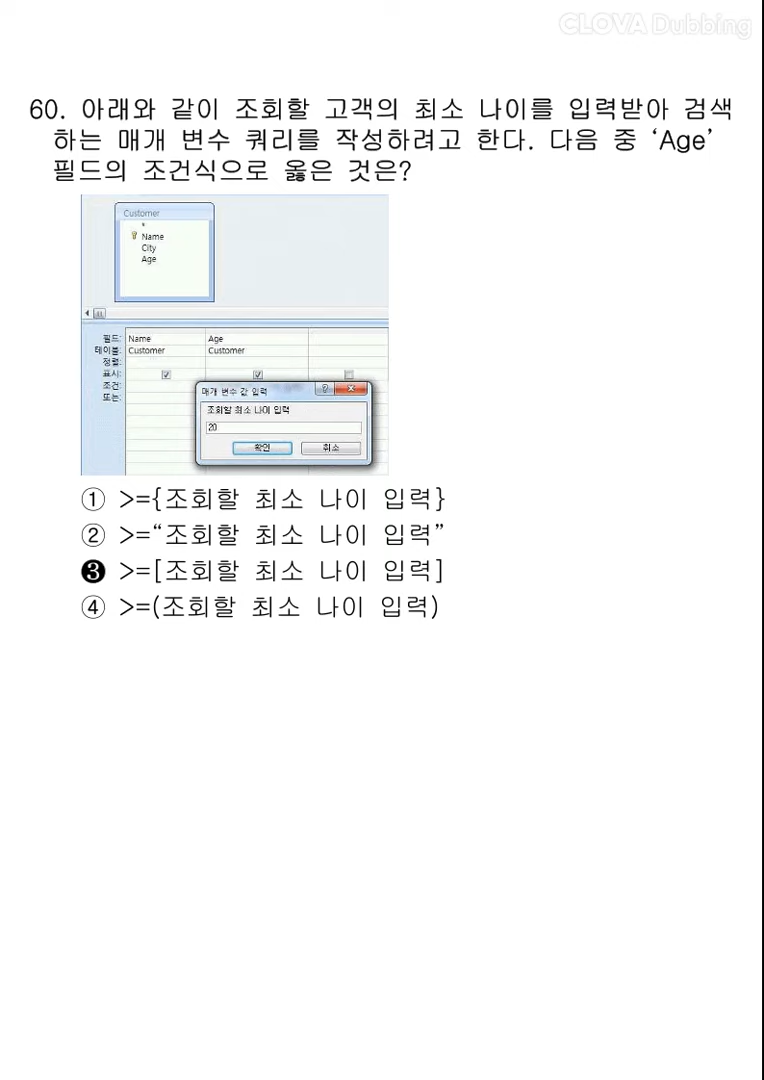 CLOVA Dubbing
60. 아래와 같이 조회할 고객의 최소 나이를 입력받아 검색
하는 매개 변수 쿼리를 작성하려고 한다. 다음 중 ‘Age’
필드의 조건식으로 옳은 것은?
Customer
*
Name
City
Age
필드: Name Age
테이블: Customer Customer
정렬:
표시:
조건:
또는:
매개 변수 값 입력
조회할 최소 나이 입력
20
확인 취소
① >={조회할 최소 나이 입력}
② >=“조회할 최소 나이 입력”
❸ >=[조회할 최소 나이 입력]
④ >=(조회할 최소 나이 입력)